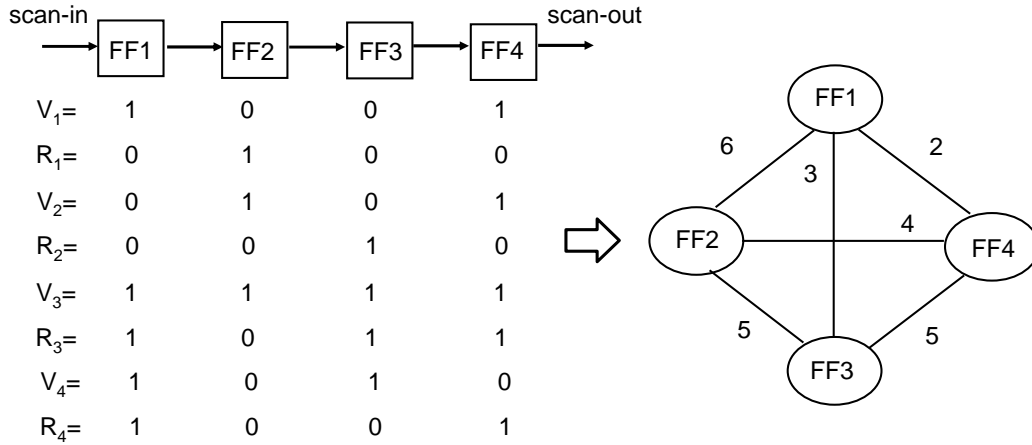 scan-in scan-out
FF1 FF2 FF3 FF4
V1= 1 0 0 1
R1= 0 1 0 0
V2= 0 1 0 1
R2= 0 0 1 0
V3= 1 1 1 1
R3= 1 0 1 1
V4= 1 0 1 0
R4= 1 0 0 1
FF1
6 3 2
FF2 4 FF4
5 5
FF3